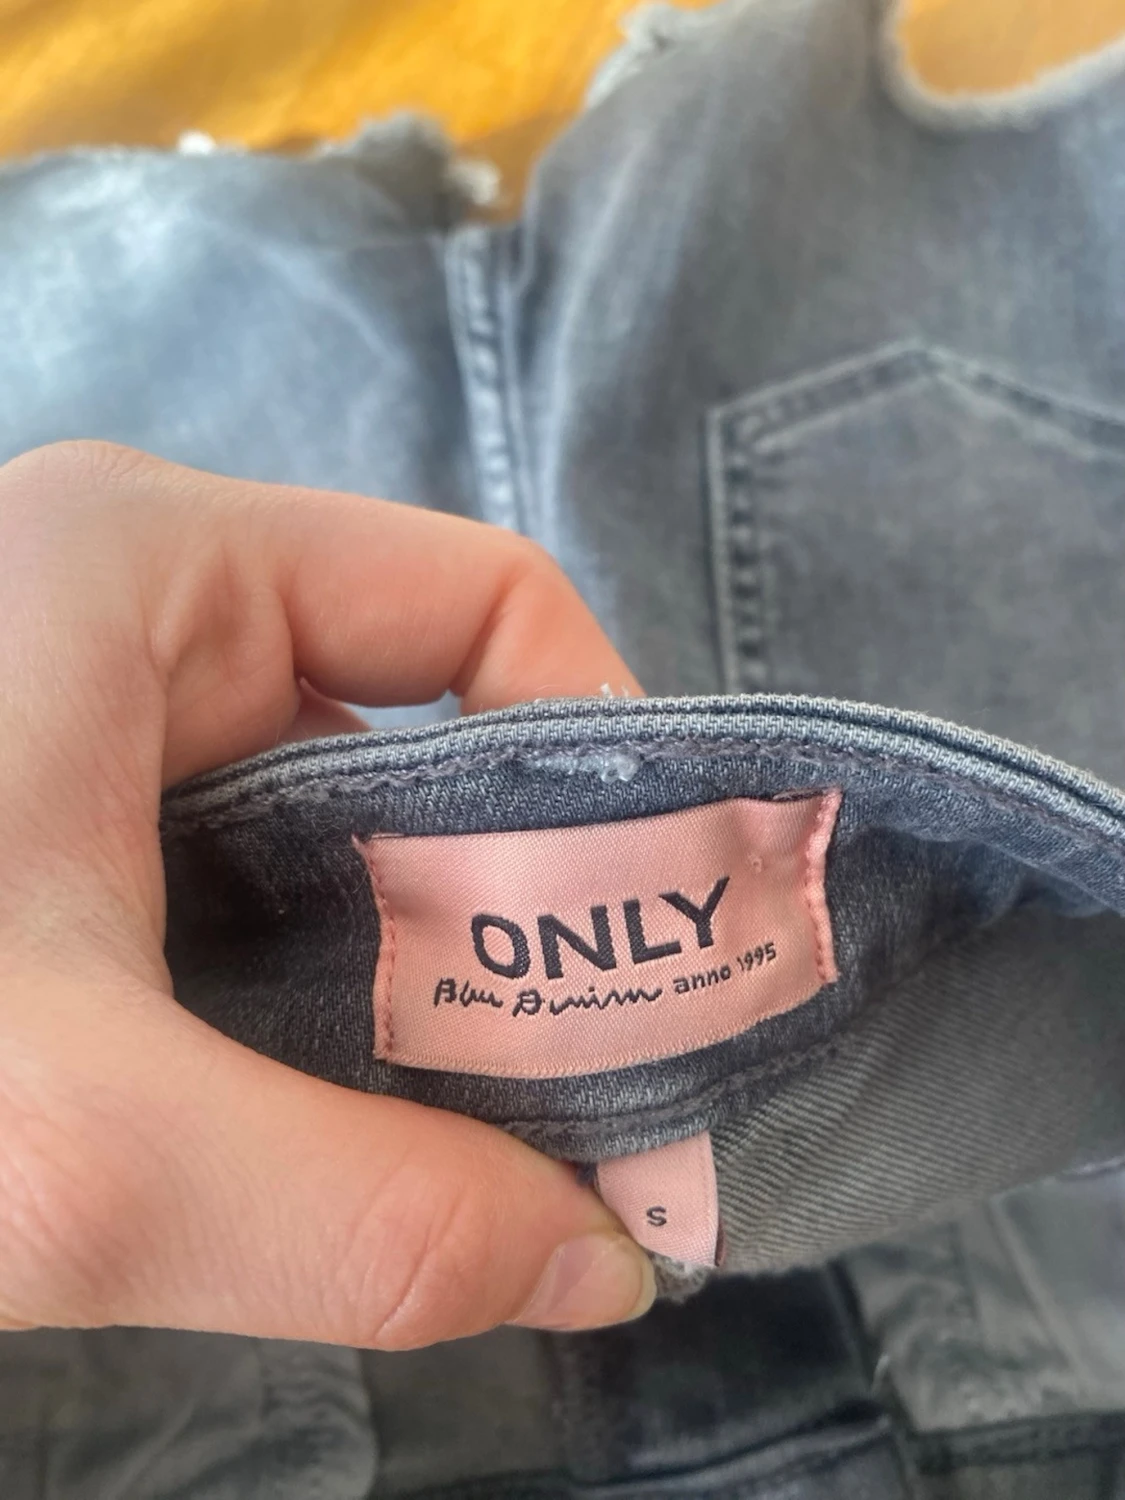 ONLY
Blue Denim anno 1995
S